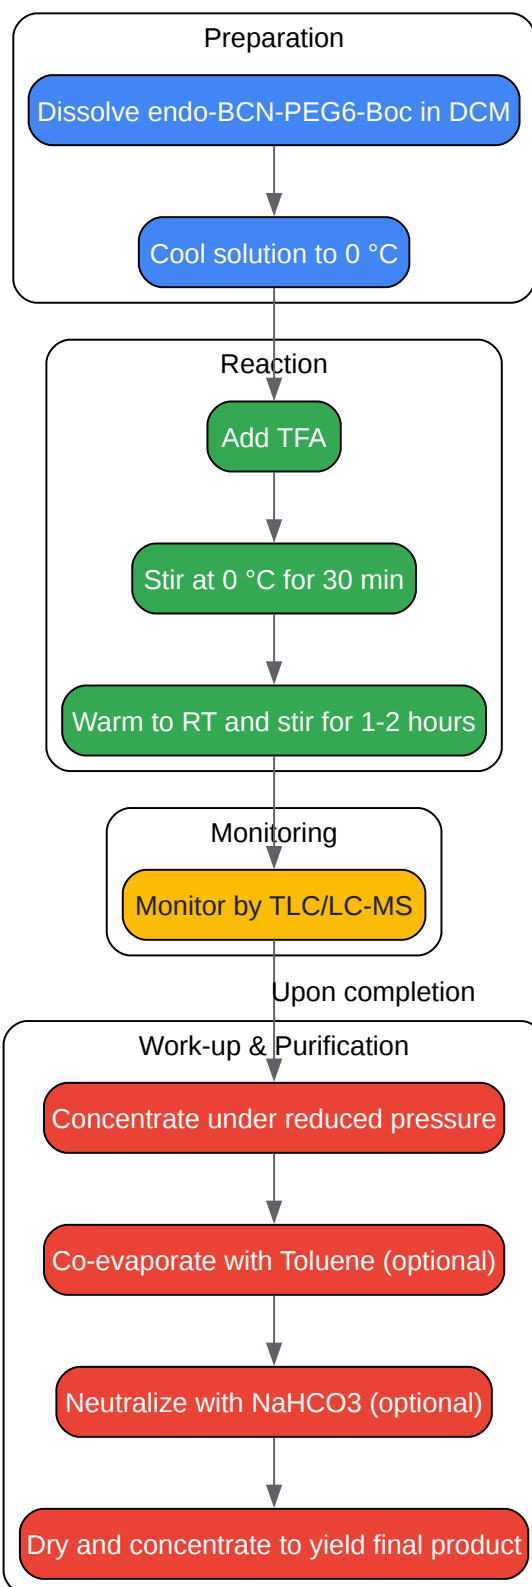 Preparation
Dissolve endo-BCN-PEG6-Boc in DCM
Cool solution to 0 °C
Reaction
Add TFA
Stir at 0 °C for 30 min
Warm to RT and stir for 1-2 hours
Monitoring
Monitor by TLC/LC-MS
Upon completion
Work-up & Purification
Concentrate under reduced pressure
Co-evaporate with Toluene (optional)
Neutralize with NaHCO3 (optional)
Dry and concentrate to yield final product